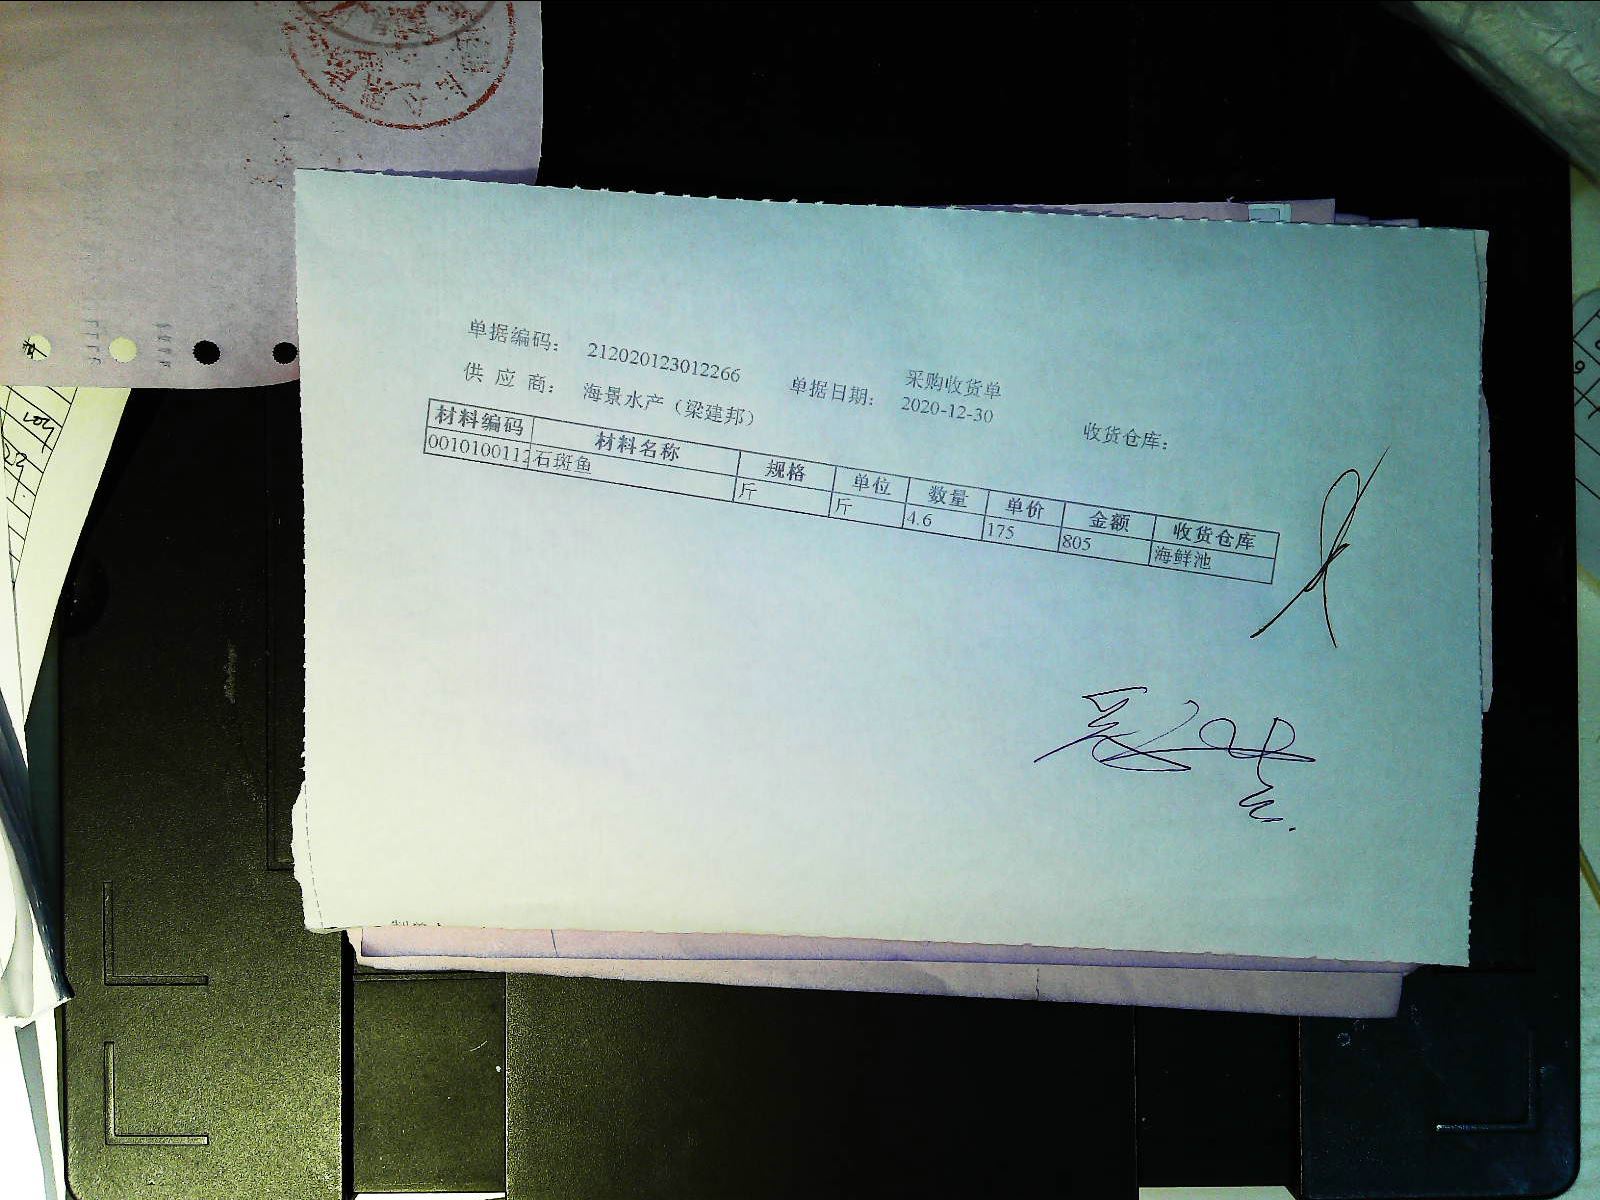 采购收货单
单据编码： 212020123012266 单据日期： 2020-12-30 收货仓库：
供 应 商： 海景水产（梁建邦）
材料编码 材料名称 规格 单位 数量 单价 金额 收货仓库
0010100112 石斑鱼 斤 斤 4.6 175 805 海鲜池